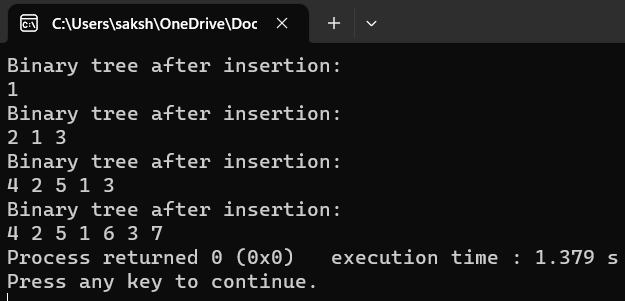 C:\Users\saksh\OneDrive\Doc
Binary tree after insertion:
1
Binary tree after insertion:
2 1 3
Binary tree after insertion:
4 2 5 1 3
Binary tree after insertion:
4 2 5 1 6 3 7
Process returned 0 (0x0)   execution time : 1.379 s
Press any key to continue.